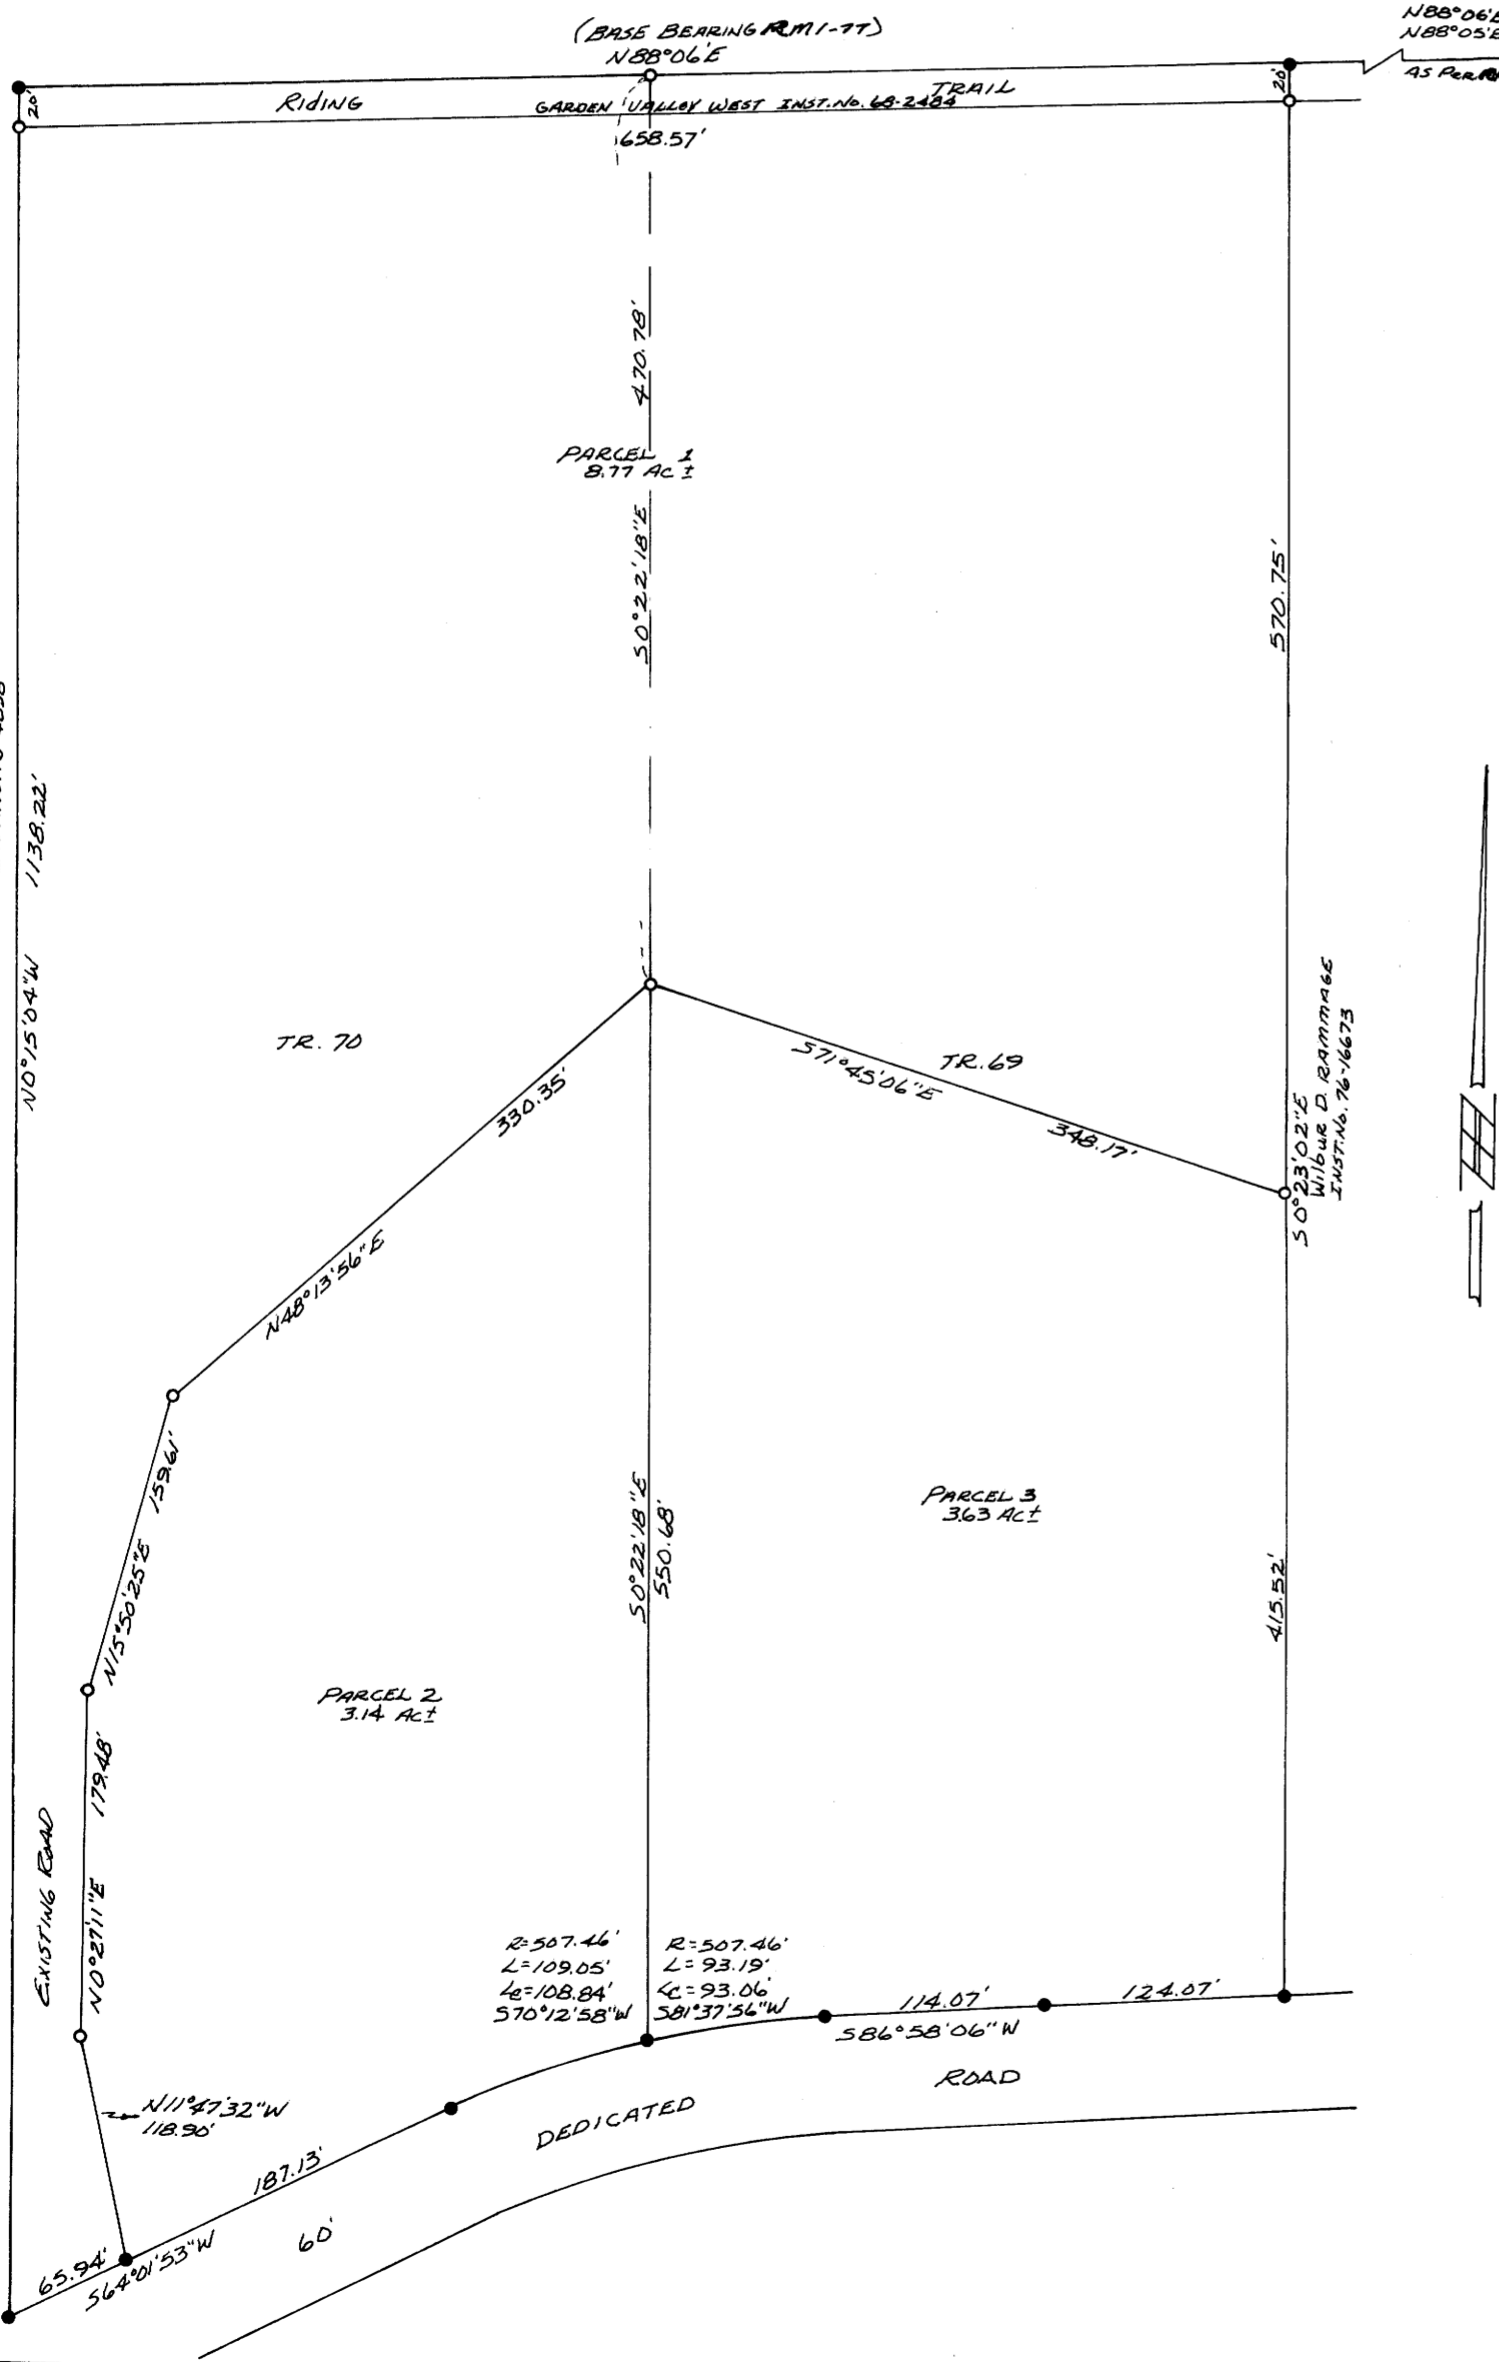 (BASE BEARING RM1-77)
N88°06'E
N88°06'E
N88°05'E
AS PER
20'
RIDING
TRAIL
20'
GARDEN VALLEY WEST INST. No. 68-2484
658.57'
470.78'
PARCEL 1
8.77 AC ±
S0°22'18"E
570.75'
1138.22'
N0°15'04"W
TR. 70
TR. 69
S71°45'06"E
348.17'
330.35'
N48°13'56"E
S0°23'02"E
Wilbur D. RAMMAGE
INST. No. 76-16673
N
159.61'
N15°50'25"E
S0°22'18"E
550.68'
PARCEL 3
3.63 AC ±
415.52'
PARCEL 2
3.14 AC ±
179.48'
N0°27'11"E
EXISTING ROAD
R=507.46'
L=109.05'
Lc=108.84'
S70°12'58"W
R=507.46'
L=93.19'
Lc=93.06'
S81°37'56"W
114.07'
124.07'
S86°58'06"W
ROAD
DEDICATED
N11°47'32"W
118.90'
187.13'
60'
65.94'
S64°01'53"W